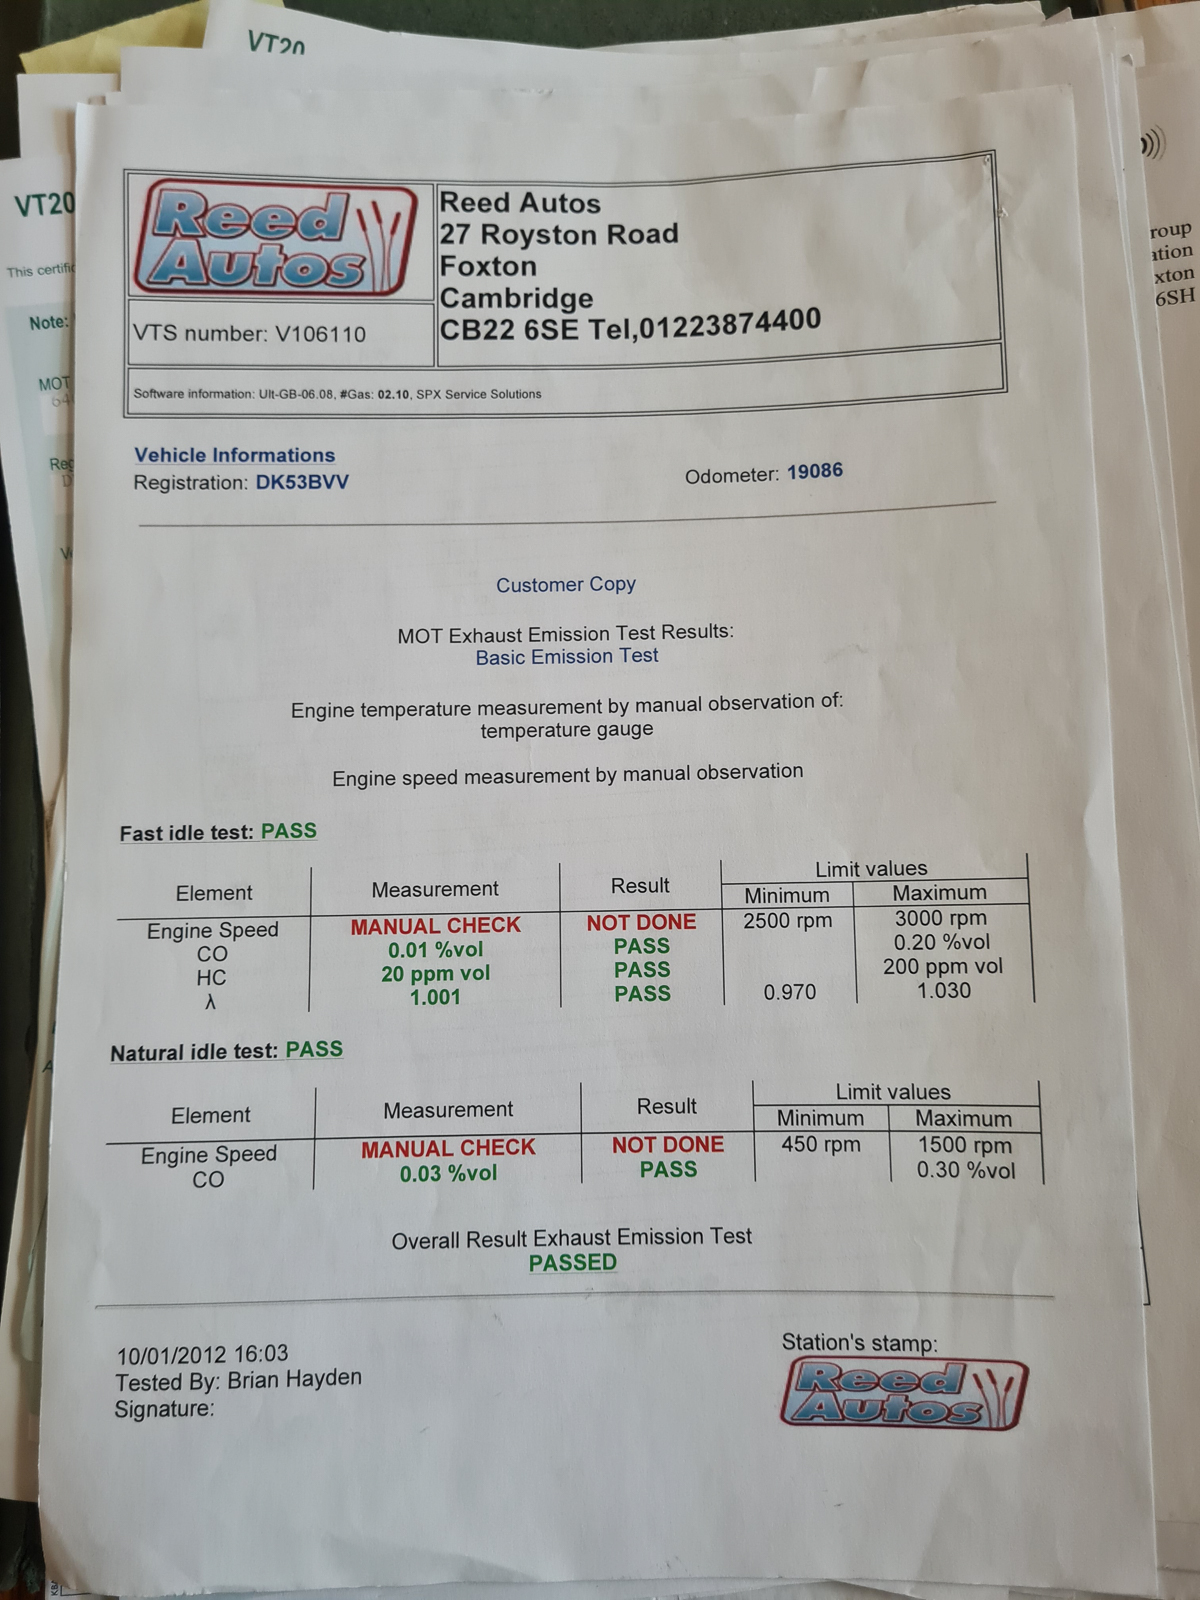 VT20
VT20
This certific
Note:
MOT
Reg
roup
ation
xton
6SH
Reed
Autos
VTS number: V106110
Reed Autos
27 Royston Road
Foxton
Cambridge
CB22 6SE Tel,01223874400
Software information: Ult-GB-06.08, #Gas: 02.10, SPX Service Solutions
Vehicle Informations
Registration: DK53BVV
Odometer: 19086
Customer Copy
MOT Exhaust Emission Test Results:
Basic Emission Test
Engine temperature measurement by manual observation of:
temperature gauge
Engine speed measurement by manual observation
Fast idle test: PASS
Limit values
Element Measurement Result Minimum Maximum
Engine Speed MANUAL CHECK NOT DONE 2500 rpm 3000 rpm
CO 0.01 %vol PASS 0.20 %vol
HC 20 ppm vol PASS 200 ppm vol
λ 1.001 PASS 0.970 1.030
Natural idle test: PASS
Limit values
Element Measurement Result Minimum Maximum
Engine Speed MANUAL CHECK NOT DONE 450 rpm 1500 rpm
CO 0.03 %vol PASS 0.30 %vol
Overall Result Exhaust Emission Test
PASSED
10/01/2012 16:03
Tested By: Brian Hayden
Signature:
Station's stamp:
Reed
Autos